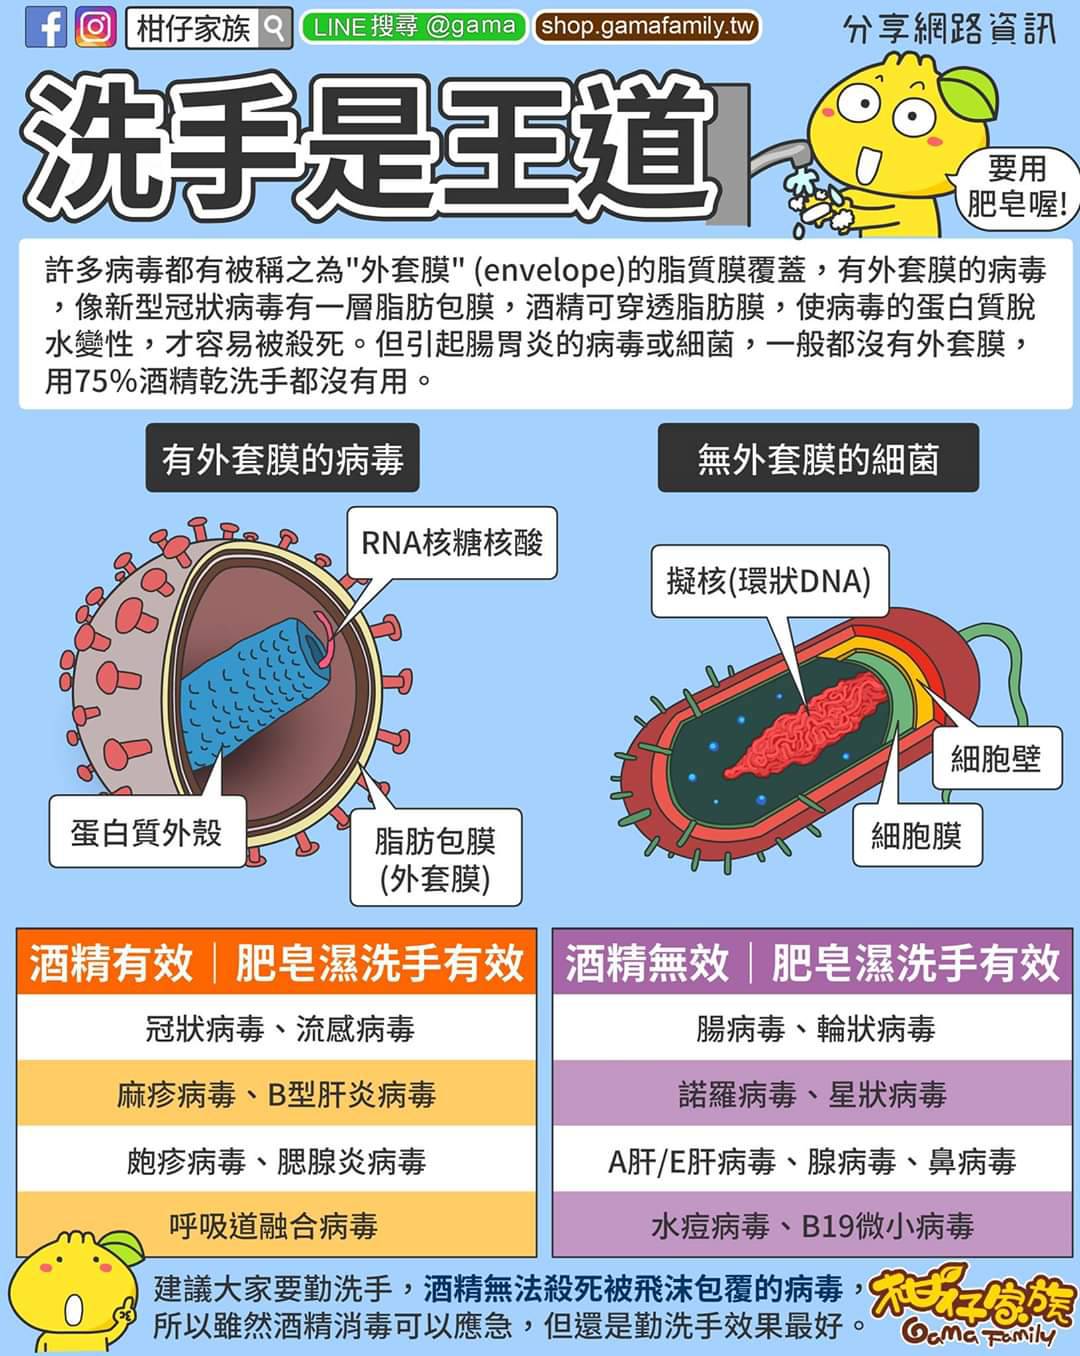 柑仔家族
LINE搜尋 @gama
shop.gamafamily.tw
分享網路資訊
洗手是王道
要用
肥皂喔!
許多病毒都有被稱之為"外套膜" (envelope)的脂質膜覆蓋，有外套膜的病毒
，像新型冠狀病毒有一層脂肪包膜，酒精可穿透脂肪膜，使病毒的蛋白質脫
水變性，才容易被殺死。但引起腸胃炎的病毒或細菌，一般都沒有外套膜，
用75%酒精乾洗手都沒有用。
有外套膜的病毒
無外套膜的細菌
RNA核糖核酸
擬核(環狀DNA)
細胞壁
蛋白質外殼
脂肪包膜
(外套膜)
細胞膜
酒精有效｜肥皂濕洗手有效
冠狀病毒、流感病毒
麻疹病毒、B型肝炎病毒
皰疹病毒、腮腺炎病毒
呼吸道融合病毒
酒精無效｜肥皂濕洗手有效
腸病毒、輪狀病毒
諾羅病毒、星狀病毒
A肝/E肝病毒、腺病毒、鼻病毒
水痘病毒、B19微小病毒
建議大家要勤洗手，酒精無法殺死被飛沫包覆的病毒，
所以雖然酒精消毒可以應急，但還是勤洗手效果最好。
柑仔家族
Gama Family